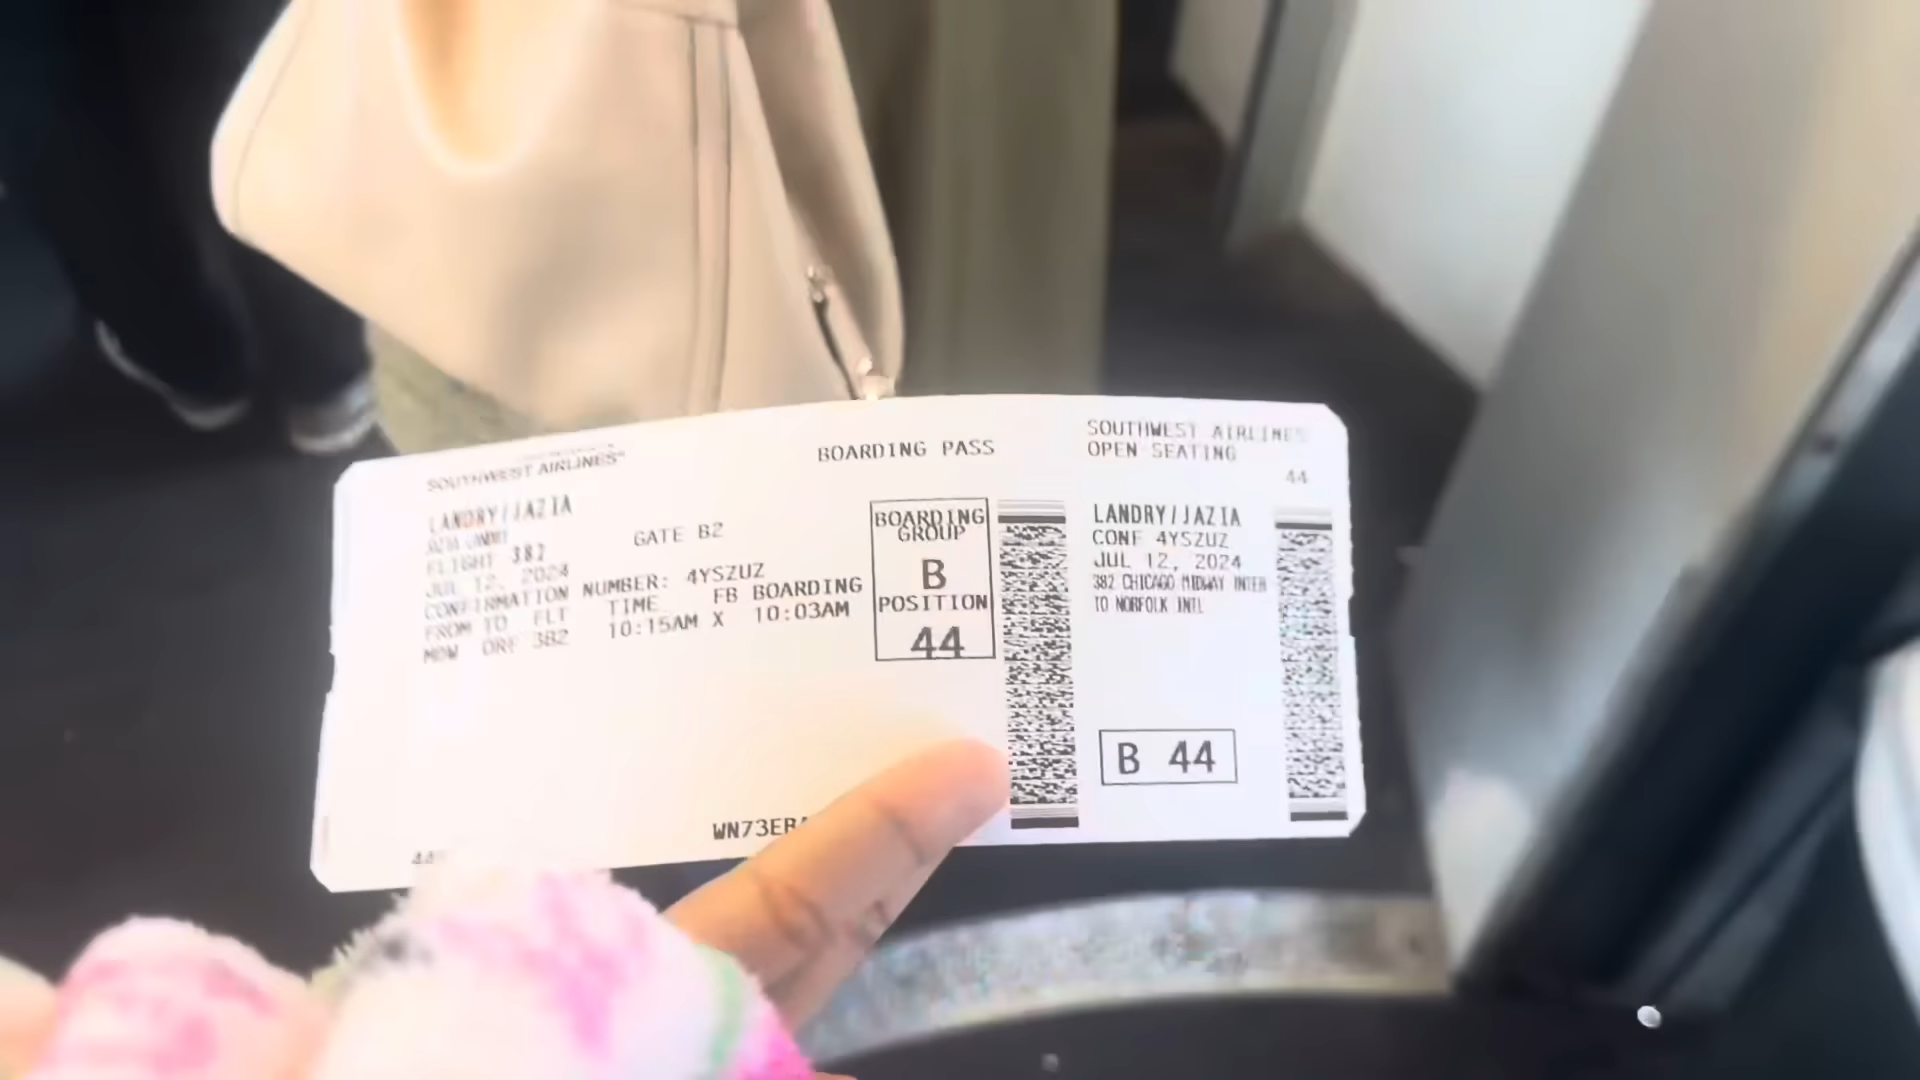 SOUTHWEST AIRLINES
BOARDING PASS
LANDRY/JAZIA
GATE B2
FLIGHT 382
JUL 12, 2024
CONFIRMATION NUMBER: 4YSZUZ
FROM TO FLT TIME FB BOARDING
MDW ORF 382 10:15AM X 10:03AM
BOARDING
GROUP
B
POSITION
44
WN73EB
SOUTHWEST AIRLINES
OPEN SEATING
44
LANDRY/JAZIA
CONF 4YSZUZ
JUL 12, 2024
382 CHICAGO MIDWAY INTER
TO NORFOLK INTL
B 44